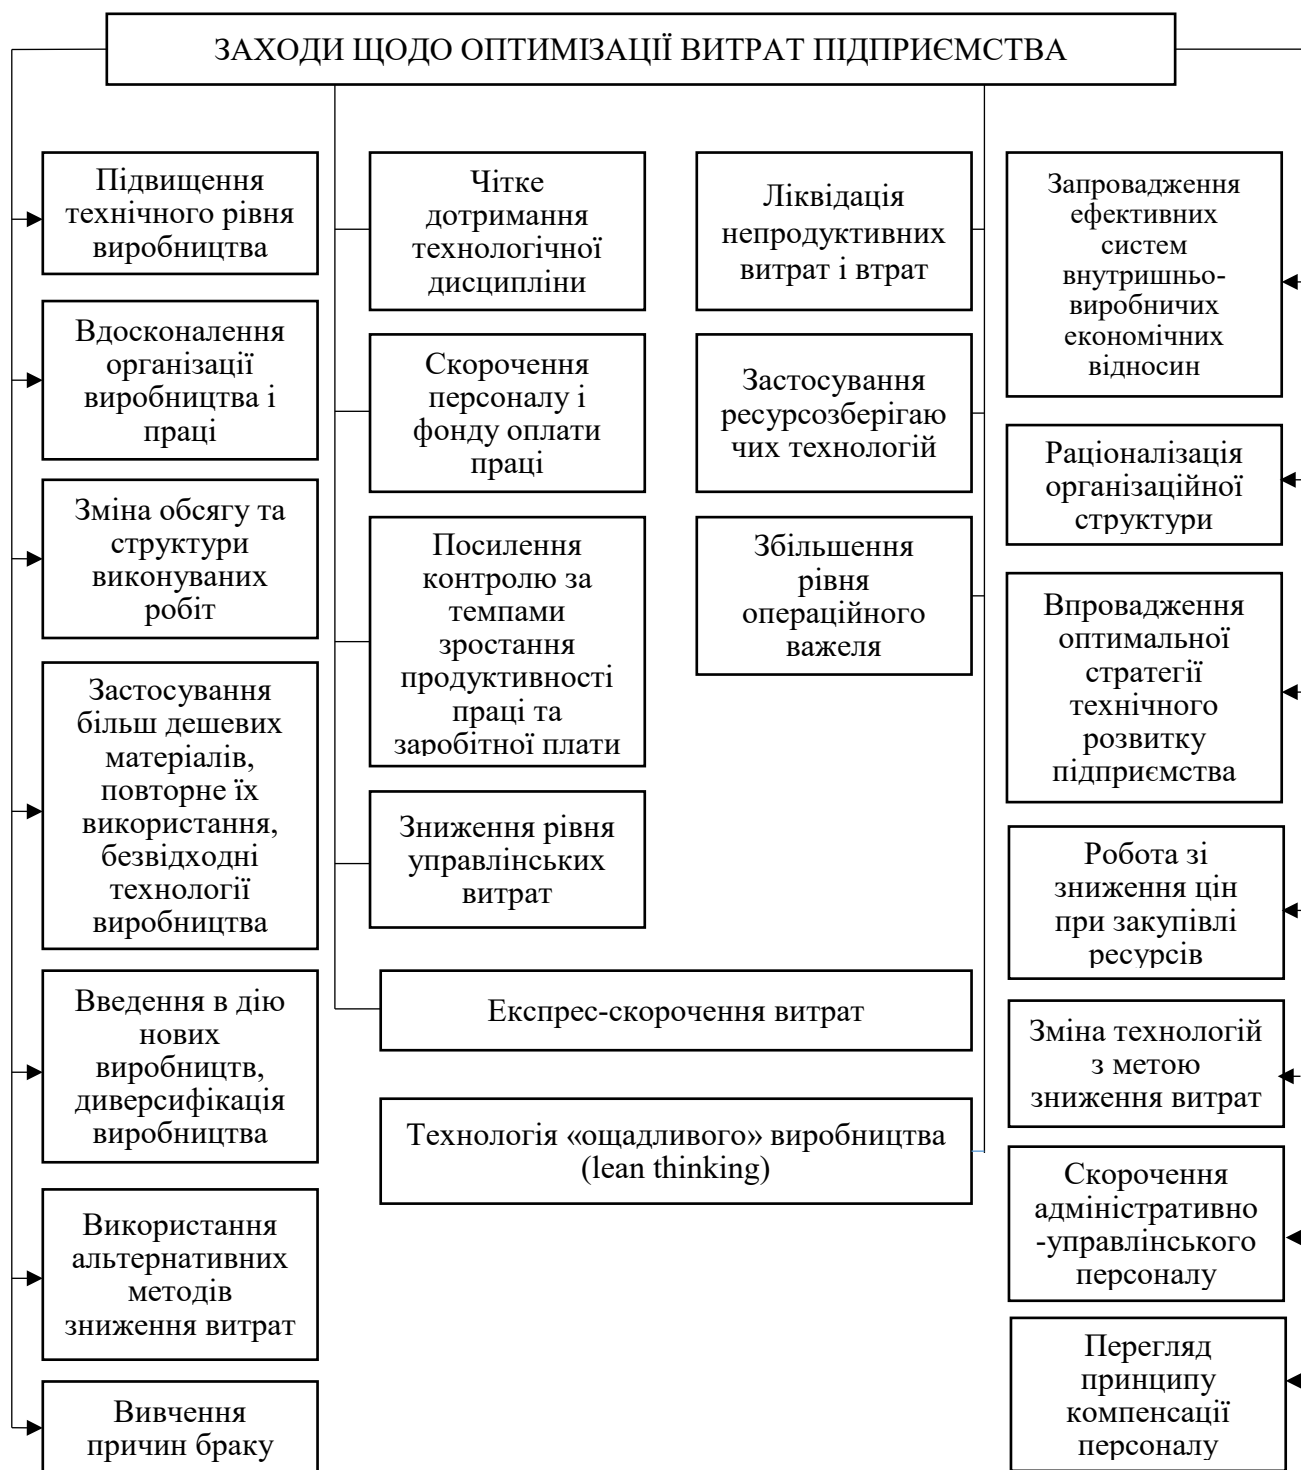 ЗАХОДИ ЩОДО ОПТИМІЗАЦІЇ ВИТРАТ ПІДПРИЄМСТВА
Підвищення
технічного рівня
виробництва
Вдосконалення
організації
виробництва і
праці
Зміна обсягу та
структури
виконуваних
робіт
Застосування
більш дешевих
матеріалів,
повторне їх
використання,
безвідходні
технології
виробництва
Введення в дію
нових
виробництв,
диверсифікація
виробництва
Використання
альтернативних
методів
зниження витрат
Вивчення
причин браку
Чітке
дотримання
технологічної
дисципліни
Скорочення
персоналу і
фонду оплати
праці
Посилення
контролю за
темпами
зростання
продуктивності
праці та
заробітної плати
Зниження рівня
управлінських
витрат
Експрес-скорочення витрат
Технологія «ощадливого» виробництва
(lean thinking)
Ліквідація
непродуктивних
витрат і втрат
Застосування
ресурсозберігаю
чих технологій
Збільшення
рівня
операційного
важеля
Запровадження
ефективних
систем
внутришньо-
виробничих
економічних
відносин
Раціоналізація
організаційної
структури
Впровадження
оптимальної
стратегії
технічного
розвитку
підприємства
Робота зі
зниження цін
при закупівлі
ресурсів
Зміна технологій
з метою
зниження витрат
Скорочення
адміністративно
-управлінського
персоналу
Перегляд
принципу
компенсації
персоналу